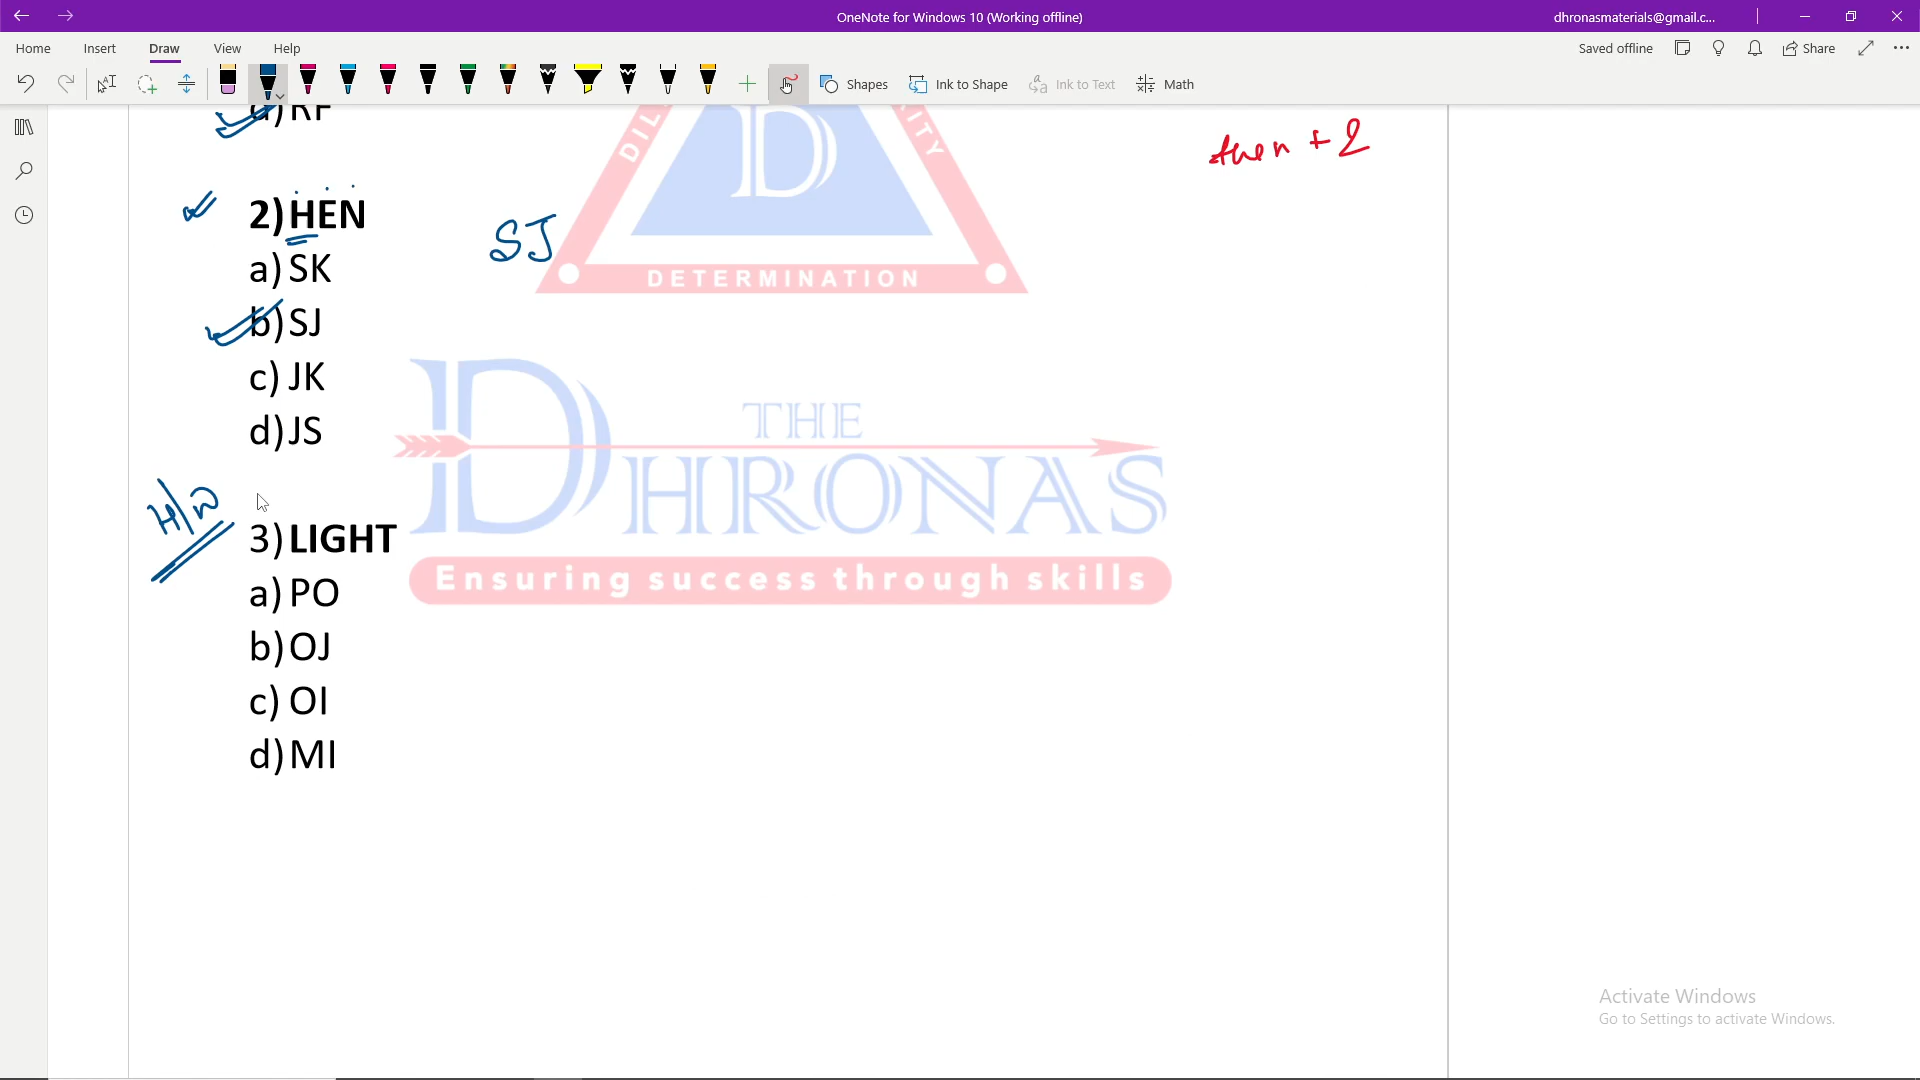 OneNote for Windows 10 (Working offline)
dhronasmaterials@gmail.c...
Home Insert Draw View Help
Saved offline Share
Shapes Ink to Shape Ink to Text Math
) RF
then + 2
2) HEN
a) SK
SJ
b) SJ
c) JK
d) JS
DETERMINATION
D
THE
DHRONAS
Ensuring success through skills
H/W
3) LIGHT
a) PO
b) OJ
c) OI
d) MI
Activate Windows
Go to Settings to activate Windows.